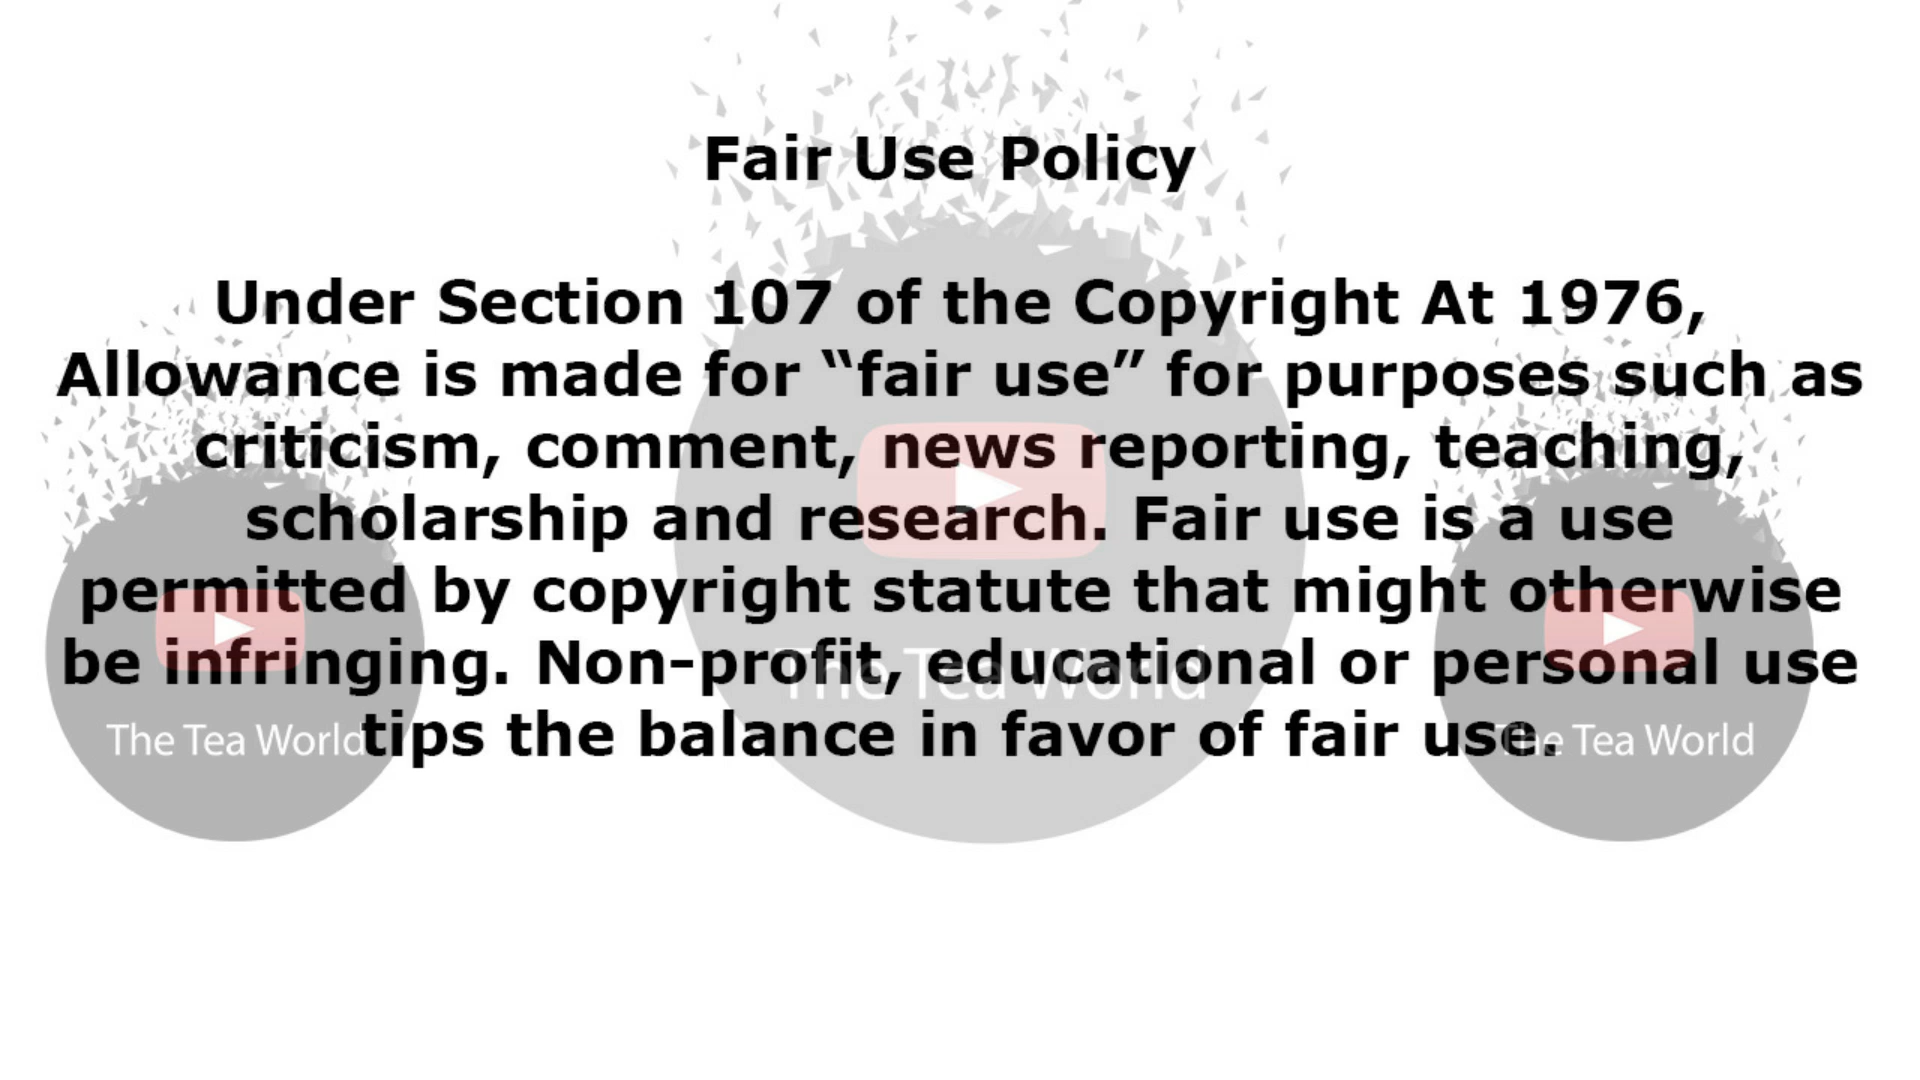 Fair Use Policy
Under Section 107 of the Copyright At 1976,
Allowance is made for “fair use” for purposes such as
criticism, comment, news reporting, teaching,
scholarship and research. Fair use is a use
permitted by copyright statute that might otherwise
be infringing. Non-profit, educational or personal use
The Tea World
tips the balance in favor of fair use.
The Tea World
The Tea World